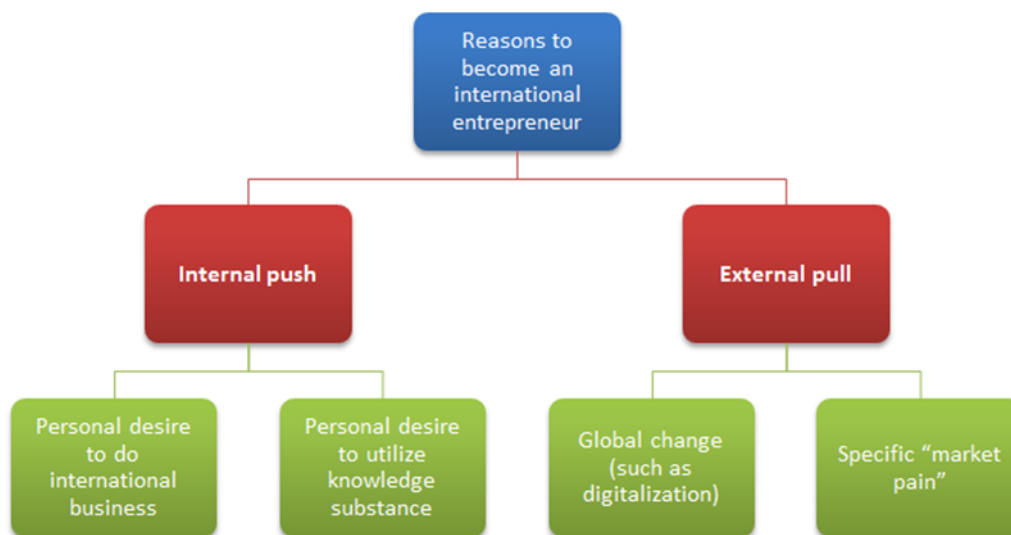 Reasons to
become an
international
entrepreneur
Internal push
External pull
Personal desire
to do
international
business
Personal desire
to utilize
knowledge
substance
Global change
(such as
digitalization)
Specific “market
pain”